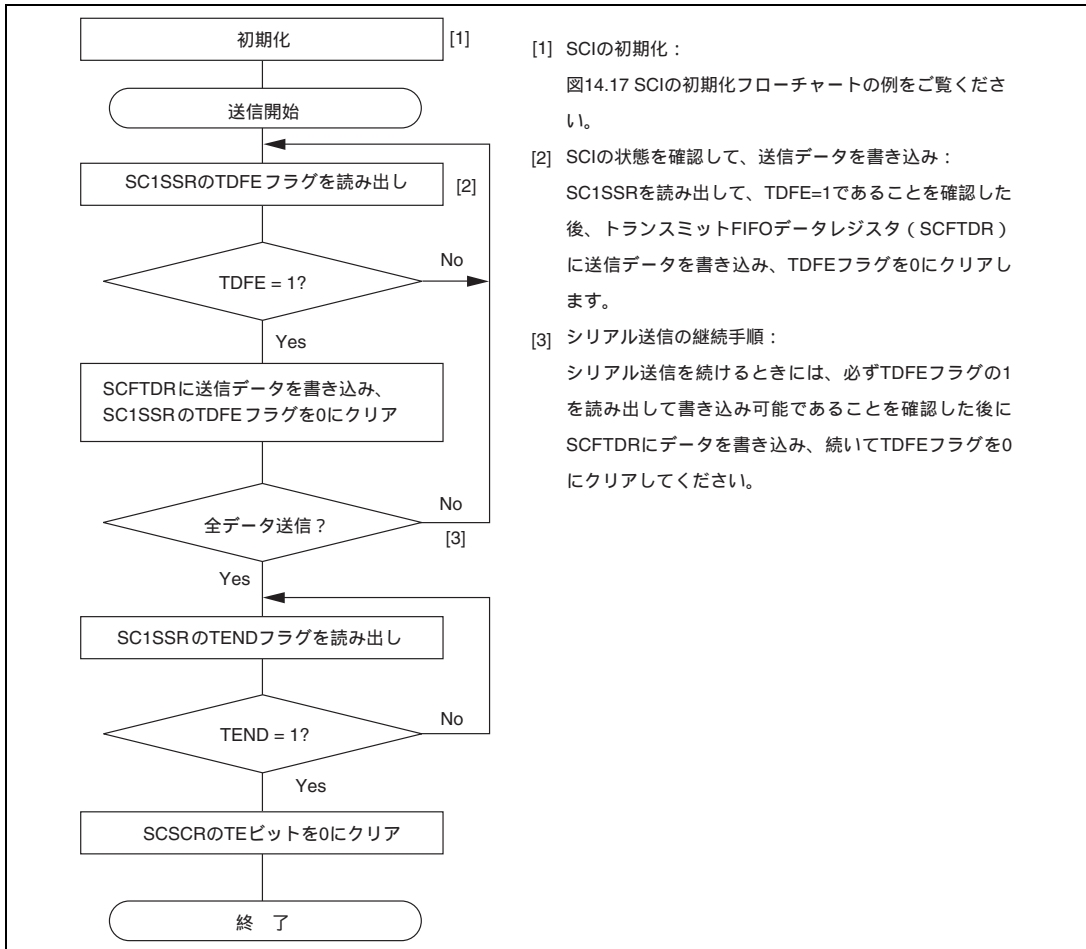 初期化
[1]
送信開始
SC1SSRのTDFEフラグを読み出し
[2]
TDFE = 1?
No
Yes
SCFTDRに送信データを書き込み、
SC1SSRのTDFEフラグを0にクリア
全データ送信?
No
[3]
Yes
SC1SSRのTENDフラグを読み出し
TEND = 1?
No
Yes
SCSCRのTEビットを0にクリア
終 了
[1] SCIの初期化:
図14.17 SCIの初期化フローチャートの例をご覧くださ
い。
[2] SCIの状態を確認して、送信データを書き込み:
SC1SSRを読み出して、TDFE=1であることを確認した
後、トランスミットFIFOデータレジスタ(SCFTDR)
に送信データを書き込み、TDFEフラグを0にクリアし
ます。
[3] シリアル送信の継続手順:
シリアル送信を続けるときには、必ずTDFEフラグの1
を読み出して書き込み可能であることを確認した後に
SCFTDRにデータを書き込み、続いてTDFEフラグを0
にクリアしてください。